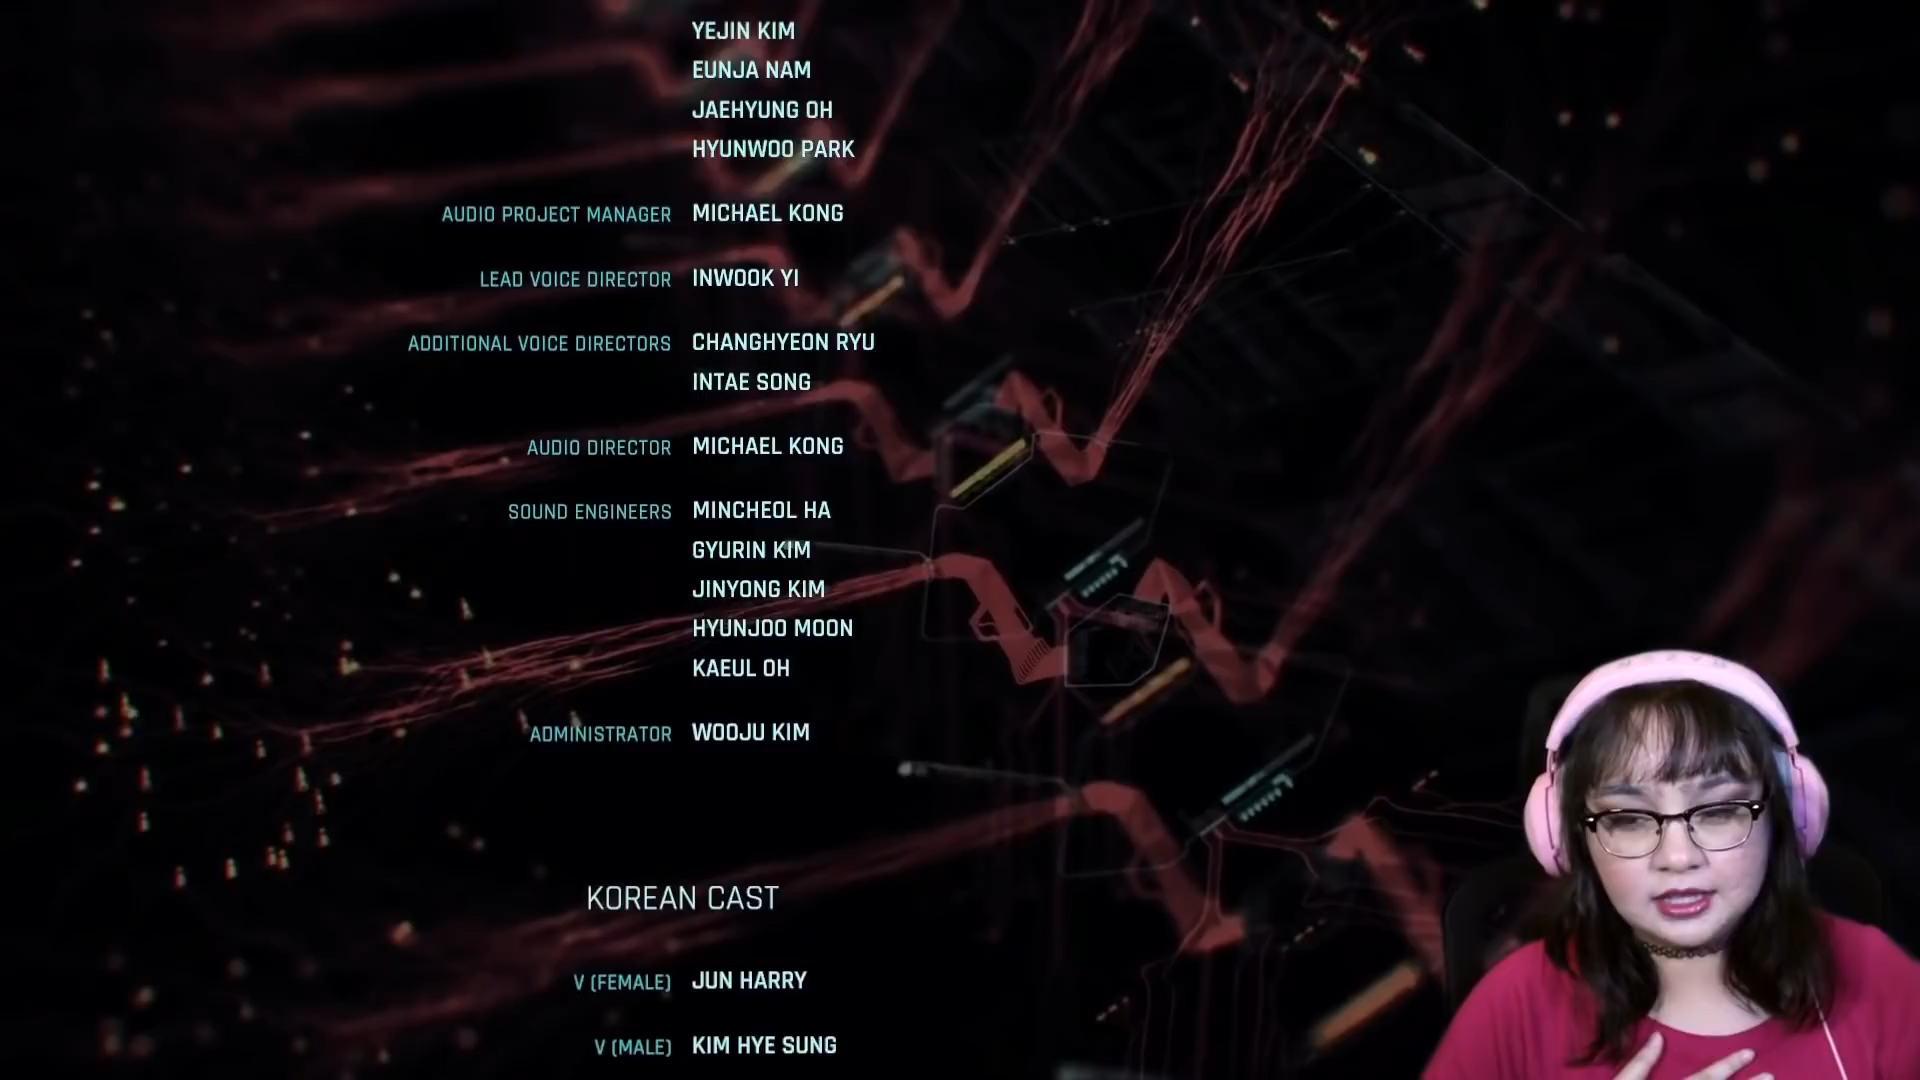 YEJIN KIM
EUNJA NAM
JAEHYUNG OH
HYUNWOO PARK
AUDIO PROJECT MANAGER MICHAEL KONG
LEAD VOICE DIRECTOR INWOOK YI
ADDITIONAL VOICE DIRECTORS CHANGHYEON RYU
INTAE SONG
AUDIO DIRECTOR MICHAEL KONG
SOUND ENGINEERS MINCHEOL HA
GYURIN KIM
JINYONG KIM
HYUNJOO MOON
KAEUL OH
ADMINISTRATOR WOOJU KIM
KOREAN CAST
V (FEMALE) JUN HARRY
V (MALE) KIM HYE SUNG